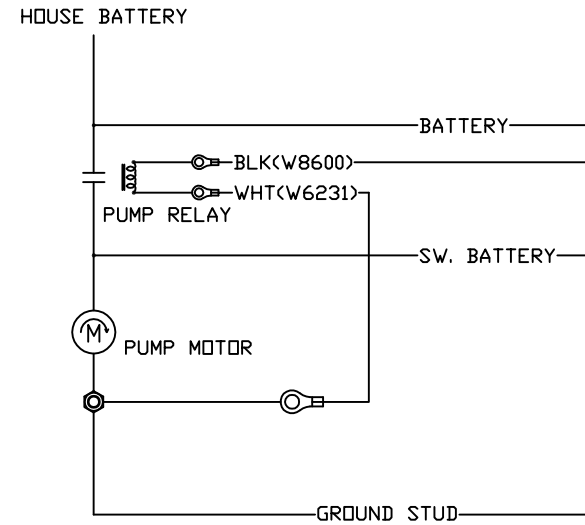 HOUSE BATTERY
BATTERY
BLK(W8600)
WHT(W6231)
PUMP RELAY
SW. BATTERY
M
PUMP MOTOR
GROUND STUD